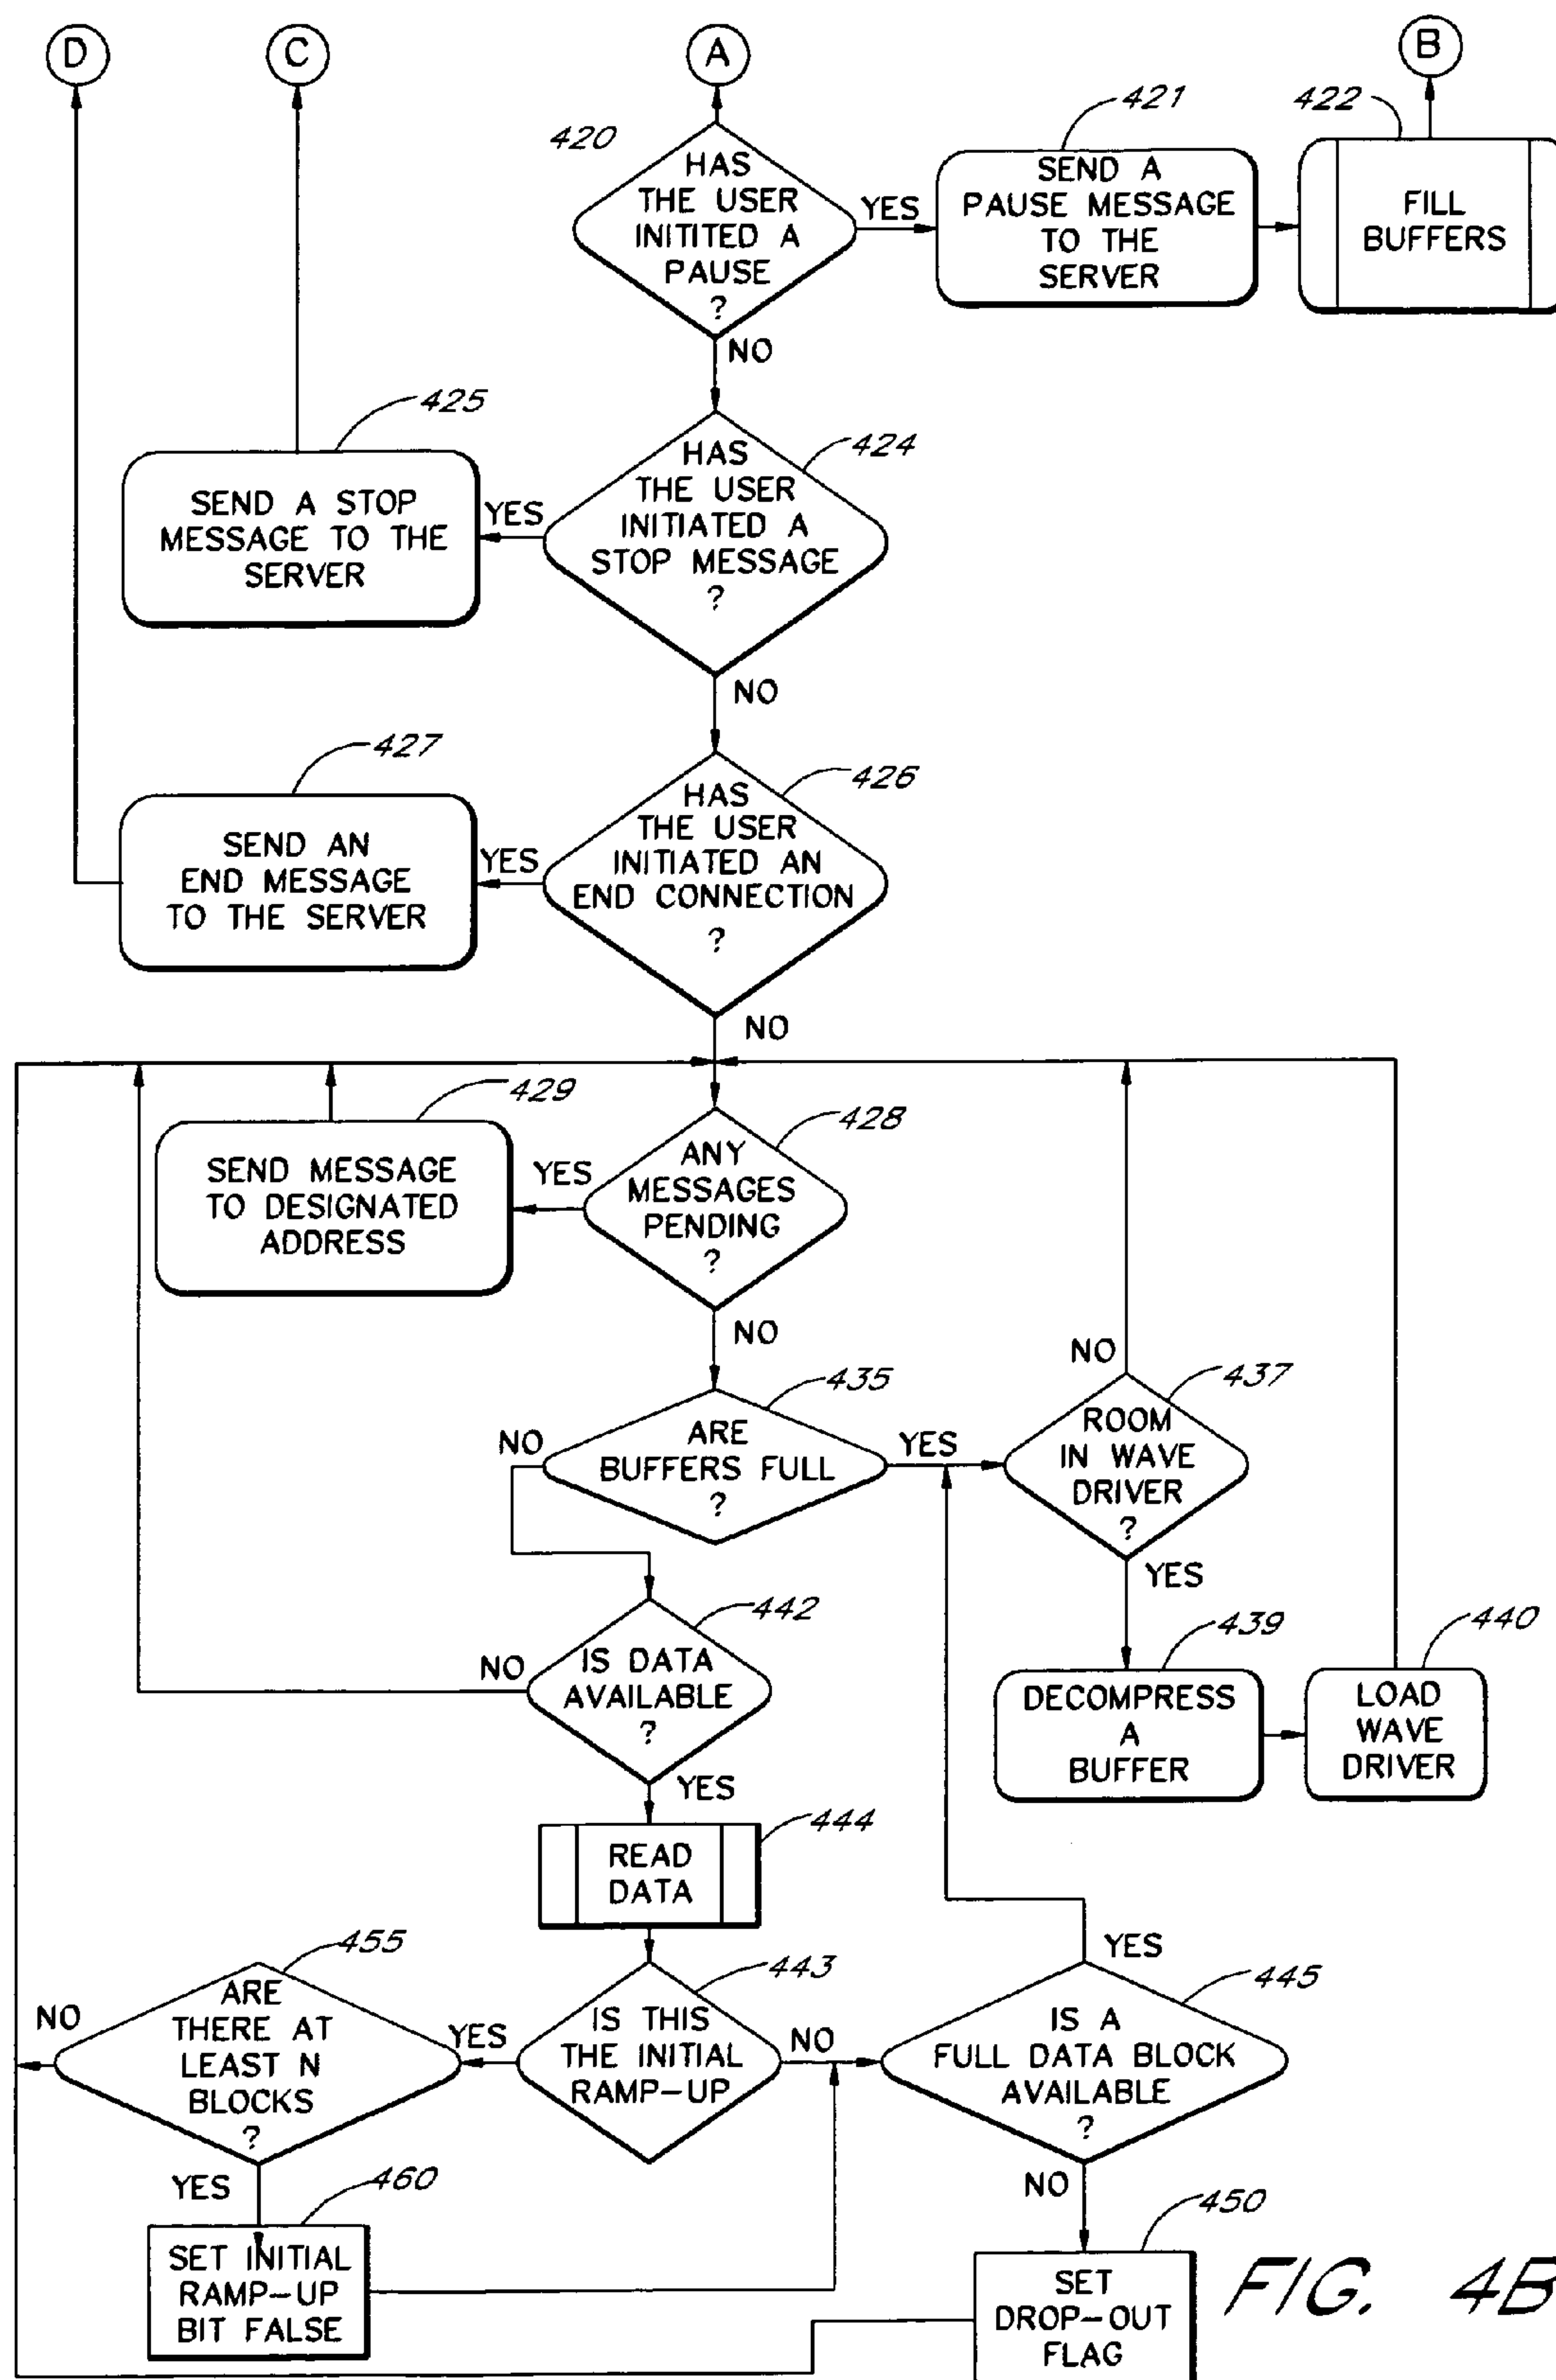 D
C
A
B
420
HAS
THE USER
INITITED A
PAUSE
?
YES
421
SEND A
PAUSE MESSAGE
TO THE
SERVER
422
FILL
BUFFERS
NO
425
SEND A STOP
MESSAGE TO THE
SERVER
YES
424
HAS
THE USER
INITIATED A
STOP MESSAGE
?
NO
427
SEND AN
END MESSAGE
TO THE SERVER
YES
426
HAS
THE USER
INITIATED AN
END CONNECTION
?
NO
429
SEND MESSAGE
TO DESIGNATED
ADDRESS
YES
428
ANY
MESSAGES
PENDING
?
NO
435
NO
ARE
BUFFERS FULL
?
YES
NO
437
ROOM
IN WAVE
DRIVER
?
YES
442
NO
IS DATA
AVAILABLE
?
YES
439
DECOMPRESS
A
BUFFER
440
LOAD
WAVE
DRIVER
444
READ
DATA
455
NO
ARE
THERE AT
LEAST N
BLOCKS
?
YES
YES
443
IS THIS
THE INITIAL
RAMP-UP
NO
YES
445
IS A
FULL DATA BLOCK
AVAILABLE
?
NO
460
SET INITIAL
RAMP-UP
BIT FALSE
450
SET
DROP-OUT
FLAG
FIG. 4B